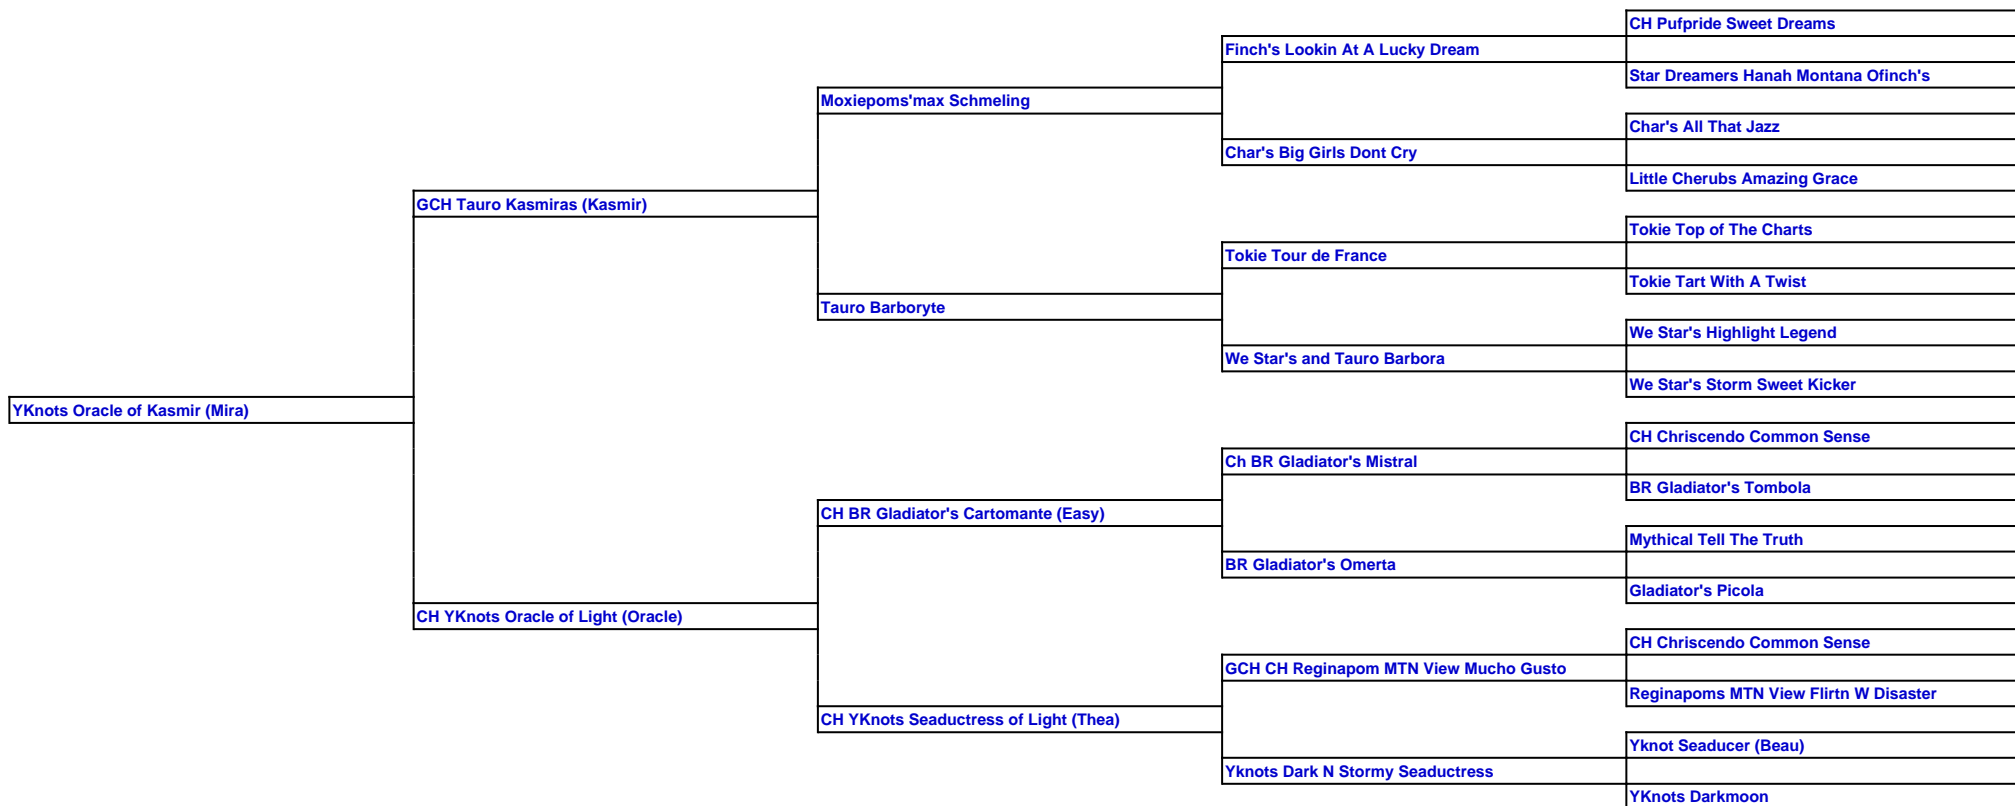 CH Pufpride Sweet Dreams
Finch's Lookin At A Lucky Dream
Star Dreamers Hanah Montana Ofinch's
Moxiepoms'max Schmeling
Char's All That Jazz
Char's Big Girls Dont Cry
Little Cherubs Amazing Grace
GCH Tauro Kasmiras (Kasmir)
Tokie Top of The Charts
Tokie Tour de France
Tokie Tart With A Twist
Tauro Barboryte
We Star's Highlight Legend
We Star's and Tauro Barbora
We Star's Storm Sweet Kicker
YKnots Oracle of Kasmir (Mira)
CH Chriscendo Common Sense
Ch BR Gladiator's Mistral
BR Gladiator's Tombola
CH BR Gladiator's Cartomante (Easy)
Mythical Tell The Truth
BR Gladiator's Omerta
Gladiator's Picola
CH YKnots Oracle of Light (Oracle)
CH Chriscendo Common Sense
GCH CH Reginapom MTN View Mucho Gusto
Reginapoms MTN View Flirtn W Disaster
CH YKnots Seaductress of Light (Thea)
Yknot Seaducer (Beau)
Yknots Dark N Stormy Seaductress
YKnots Darkmoon